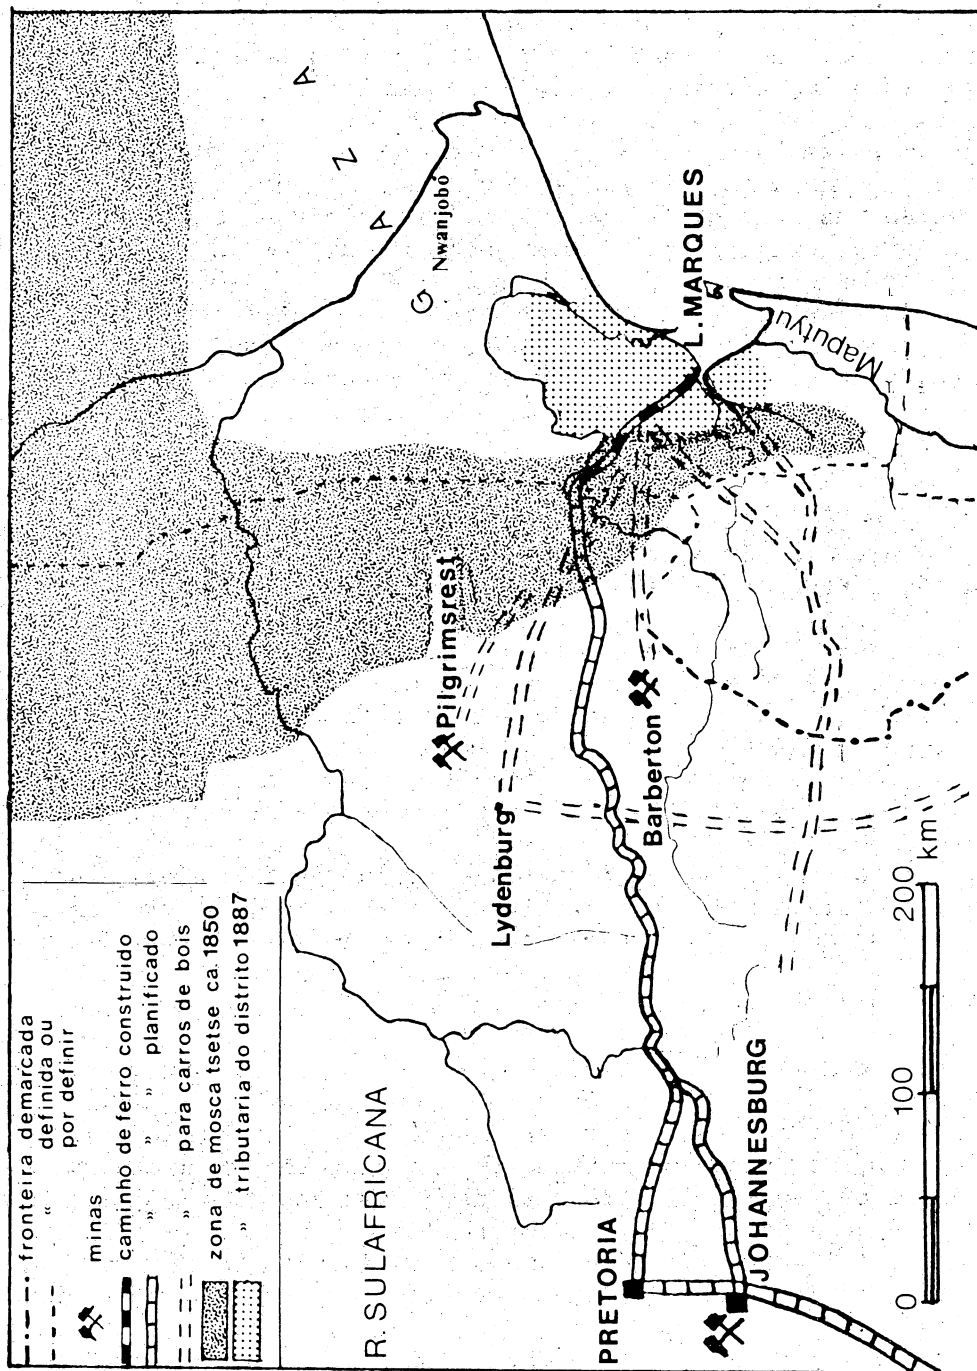 fronteira demarcada
" definida ou
por definir
minas
caminho de ferro construido
" " " planificado
" para carros de bois
zona de mosca tsetse ca. 1850
" tributaria do distrito 1887
R. SULAFRICANA
PRETORIA
JOHANNESBURG
Lydenburg
Pilgrimsrest
Barberton
L. MARQUES
Maputyu
Nwanjobó
G A Z A
0 100 200
km